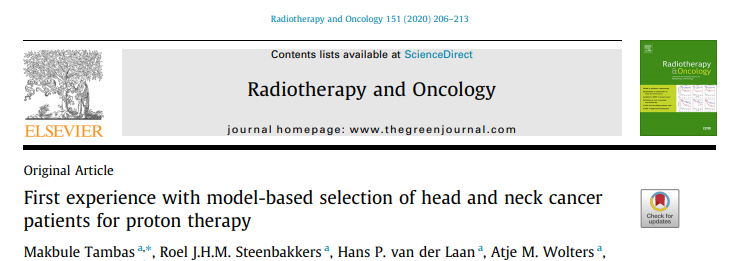 Radiotherapy and Oncology 151 (2020) 206–213
Contents lists available at ScienceDirect
Radiotherapy and Oncology
journal homepage: www.thegreenjournal.com
ELSEVIER
Radiotherapy
&Oncology
Original Article
First experience with model-based selection of head and neck cancer
patients for proton therapy
Check for
updates
Makbule Tambas a,*, Roel J.H.M. Steenbakkers a, Hans P. van der Laan a, Atje M. Wolters a,